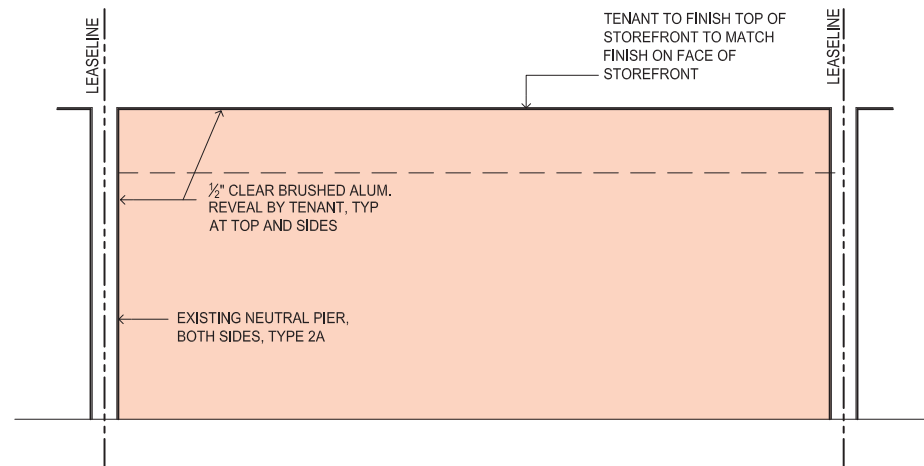 LEASELINE
TENANT TO FINISH TOP OF
STOREFRONT TO MATCH
FINISH ON FACE OF
STOREFRONT
LEASELINE
½" CLEAR BRUSHED ALUM.
REVEAL BY TENANT, TYP
AT TOP AND SIDES
EXISTING NEUTRAL PIER,
BOTH SIDES, TYPE 2A